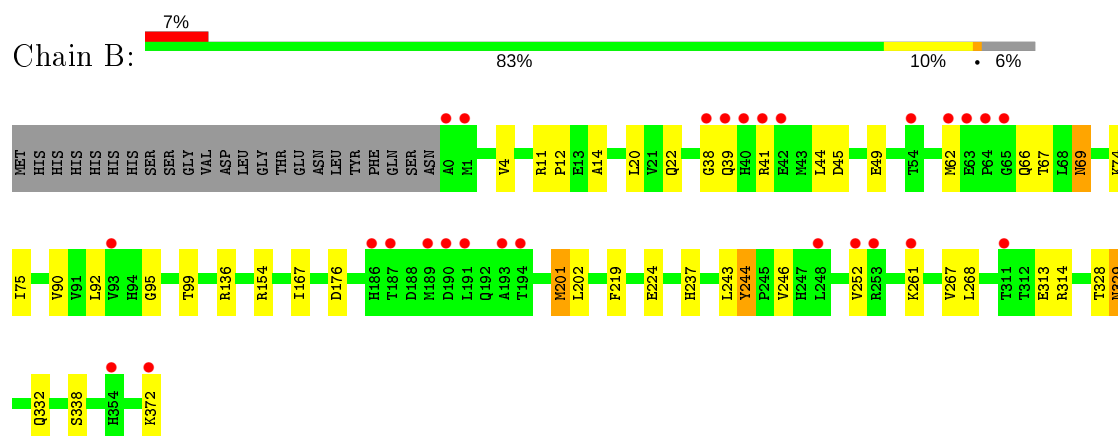 7%
Chain B:
83% 10% • 6%
MET HIS HIS HIS HIS HIS HIS SER SER GLY VAL ASP LEU GLY THR GLU ASN LEU TYR PHE GLN SER ASN A0 M1 V4 R11 P12 E13 A14 L20 V21 Q22 G38 Q39 H40 R41 E42 M43 L44 D45 E49 T54 M62 E63 P64 G65 Q66 T67 L68 N69 K74
I75 V90 V91 L92 V93 H94 G95 T99 R136 R154 I167 D176 H186 T187 D188 M189 D190 L191 Q192 A193 T194 M201 L202 F219 E224 H237 L243 Y244 P245 V246 H247 L248 V252 R253 K261 V267 L268 T311 T312 E313 R314 T328
Q332 S338 H354 K372